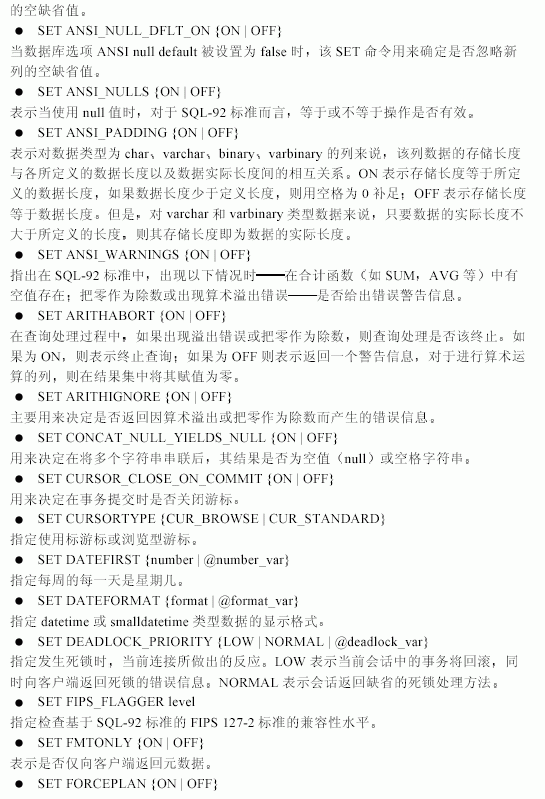 的空缺省值。
● SET ANSI_NULL_DFLT_ON {ON | OFF}
当数据库选项 ANSI null default 被设置为 false 时，该 SET 命令用来确定是否忽略新
列的空缺省值。
● SET ANSI_NULLS {ON | OFF}
表示当使用 null 值时，对于 SQL-92 标准而言，等于或不等于操作是否有效。
● SET ANSI_PADDING {ON | OFF}
表示对数据类型为 char、varchar、binary、varbinary 的列来说，该列数据的存储长度
与各所定义的数据长度以及数据实际长度间的相互关系。ON 表示存储长度等于所定
义的数据长度，如果数据长度少于定义长度，则用空格为 0 补足；OFF 表示存储长度
等于数据长度。但是，对 varchar 和 varbinary 类型数据来说，只要数据的实际长度不
大于所定义的长度，则其存储长度即为数据的实际长度。
● SET ANSI_WARNINGS {ON | OFF}
指出在 SQL-92 标准中，出现以下情况时——在合计函数（如 SUM，AVG 等）中有
空值存在；把零作为除数或出现算术溢出错误——是否给出错误警告信息。
● SET ARITHABORT {ON | OFF}
在查询处理过程中，如果出现溢出错误或把零作为除数，则查询处理是否该终止。如
果为 ON，则表示终止查询；如果为 OFF 则表示返回一个警告信息，对于进行算术运
算的列，则在结果集中将其赋值为零。
● SET ARITHIGNORE {ON | OFF}
主要用来决定是否返回因算术溢出或把零作为除数而产生的错误信息。
● SET CONCAT_NULL_YIELDS_NULL {ON | OFF}
用来决定在将多个字符串串联后，其结果是否为空值（null）或空格字符串。
● SET CURSOR_CLOSE_ON_COMMIT {ON | OFF}
用来决定在事务提交时是否关闭游标。
● SET CURSORTYPE {CUR_BROWSE | CUR_STANDARD}
指定使用标游标或浏览型游标。
● SET DATEFIRST {number | @number_var}
指定每周的每一天是星期几。
● SET DATEFORMAT {format | @format_var}
指定 datetime 或 smalldatetime 类型数据的显示格式。
● SET DEADLOCK_PRIORITY {LOW | NORMAL | @deadlock_var}
指定发生死锁时，当前连接所做出的反应。LOW 表示当前会话中的事务将回滚，同
时向客户端返回死锁的错误信息。NORMAL 表示会话返回缺省的死锁处理方法。
● SET FIPS_FLAGGER level
指定检查基于 SQL-92 标准的 FIPS 127-2 标准的兼容性水平。
● SET FMTONLY {ON | OFF}
表示是否仅向客户端返回元数据。
● SET FORCEPLAN {ON | OFF}